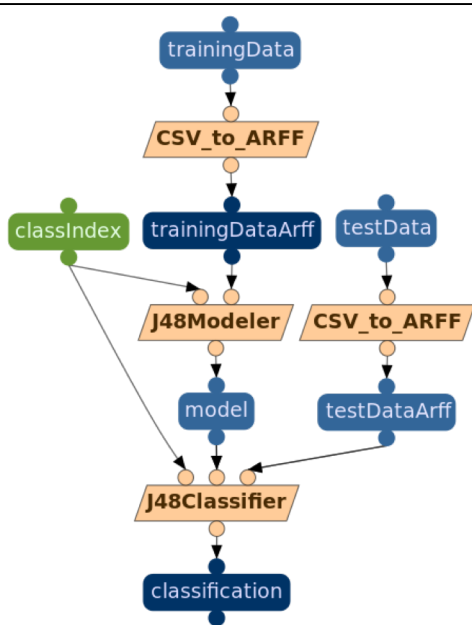 trainingData
CSV_to_ARFF
classIndex
trainingDataArff
testData
J48Modeler
CSV_to_ARFF
model
testDataArff
J48Classifier
classification